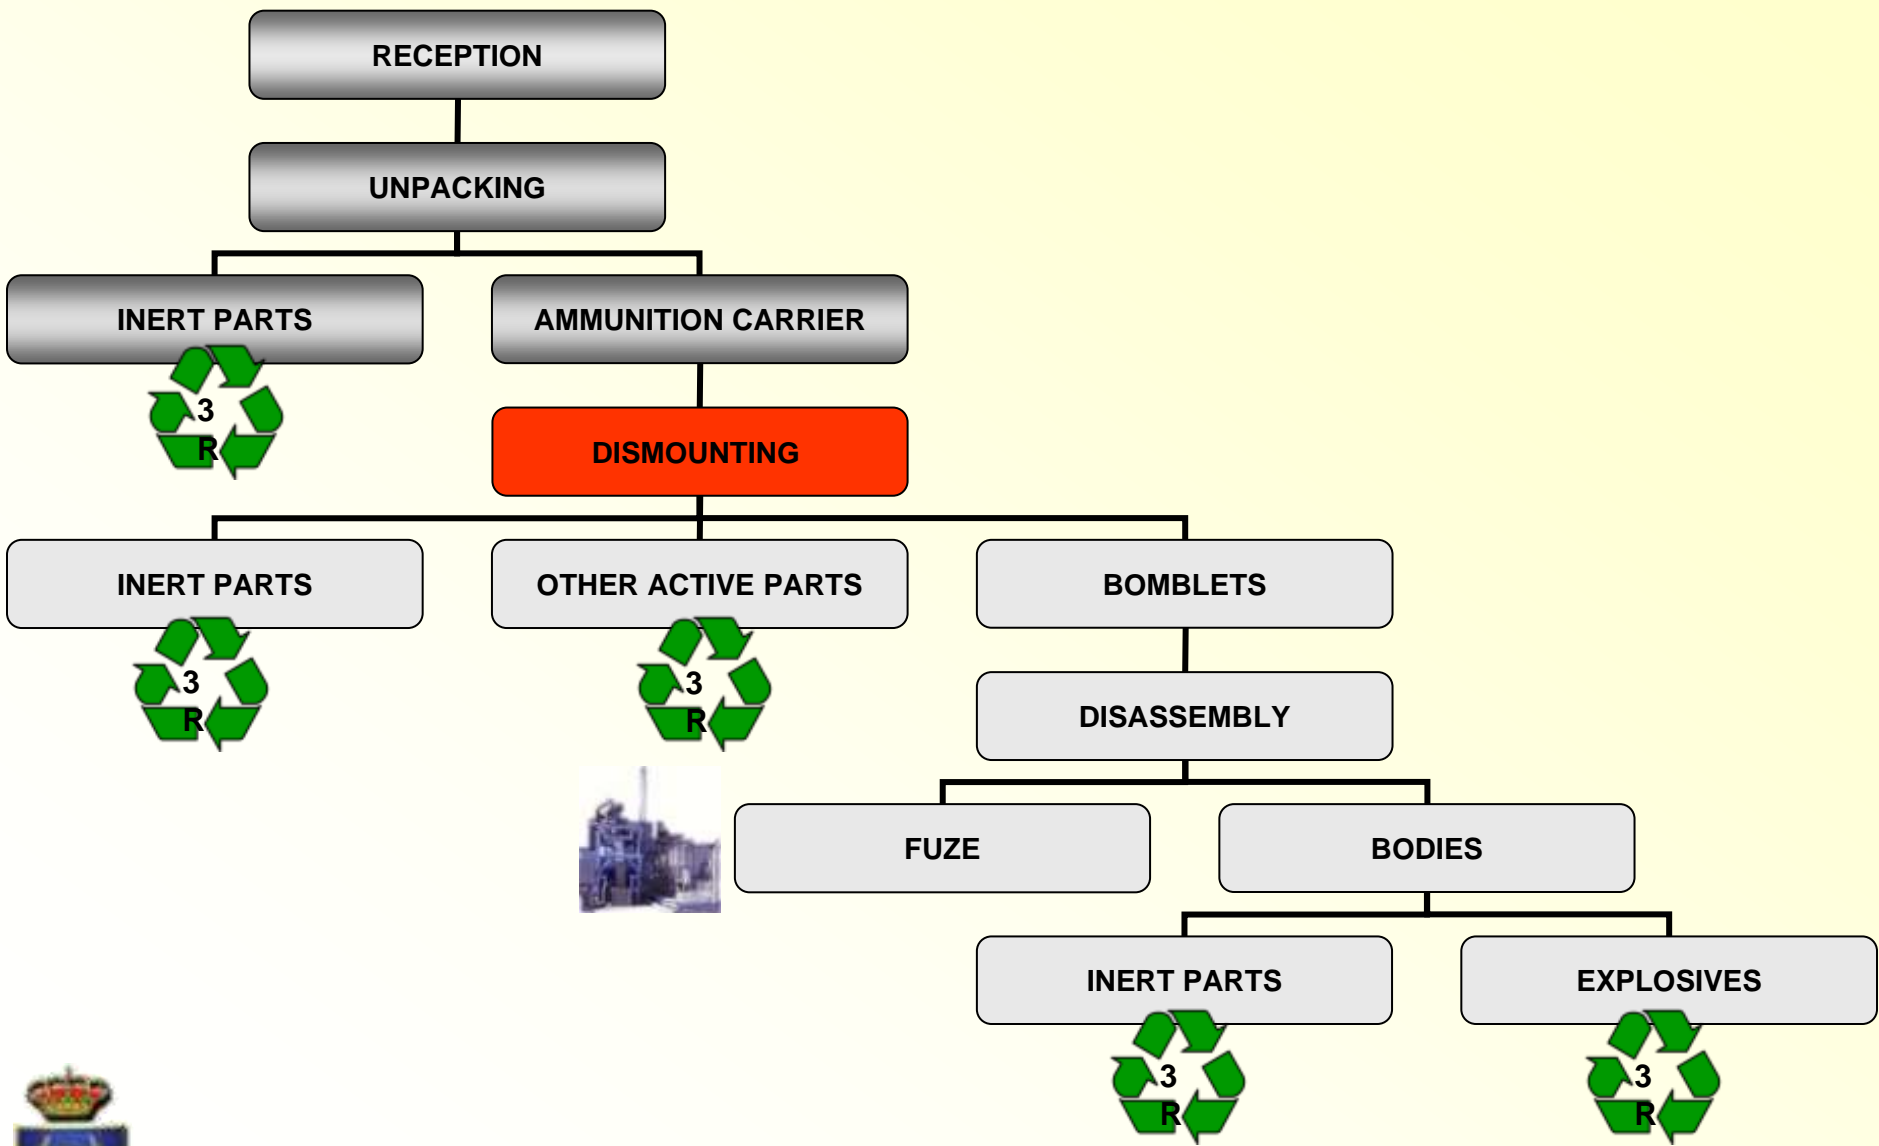 RECEPTION
UNPACKING
INERT PARTS
AMMUNITION CARRIER
3
R
DISMOUNTING
INERT PARTS
OTHER ACTIVE PARTS
BOMBLETS
3
R
3
R
DISASSEMBLY
FUZE
BODIES
INERT PARTS
EXPLOSIVES
3
R
3
R